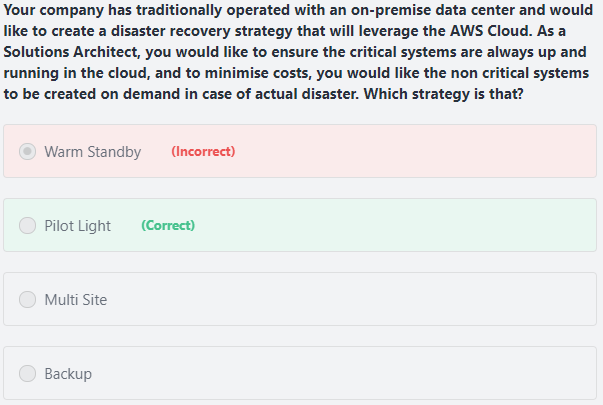 Your company has traditionally operated with an on-premise data center and would
like to create a disaster recovery strategy that will leverage the AWS Cloud. As a
Solutions Architect, you would like to ensure the critical systems are always up and
running in the cloud, and to minimise costs, you would like the non critical systems
to be created on demand in case of actual disaster. Which strategy is that?
Warm Standby (Incorrect)
Pilot Light (Correct)
Multi Site
Backup